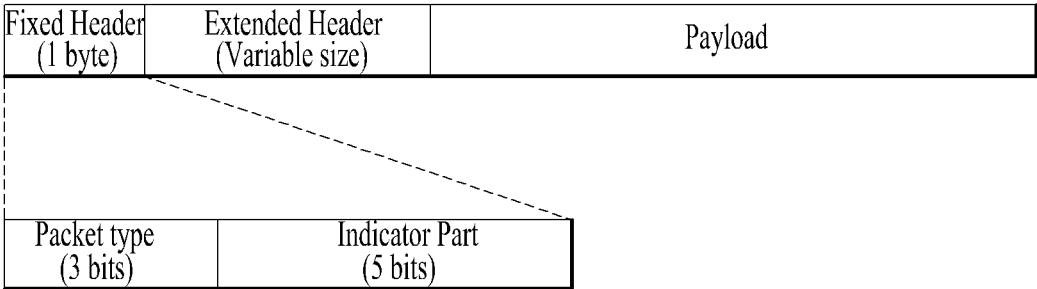 Fixed Header
(1 byte)
Extended Header
(Variable size)
Payload
Packet type
(3 bits)
Indicator Part
(5 bits)